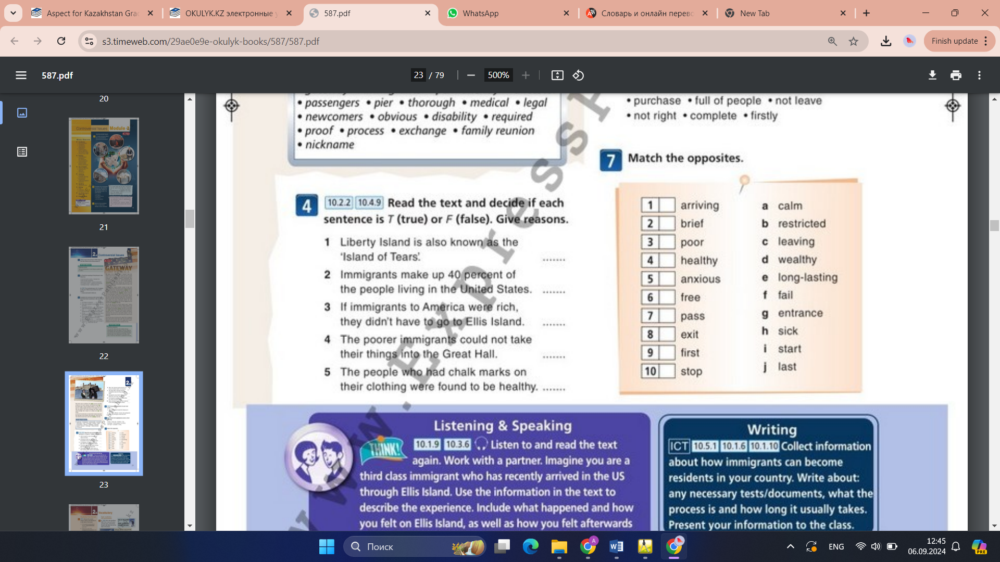 Aspect for Kazakhstan Grad
OKULYK.KZ электронные у
587.pdf
WhatsApp
Словарь и онлайн перево
New Tab
s3.timeweb.com/29ae0e9e-okulyk-books/587/587.pdf
Finish update
587.pdf
23 / 79
500%
20
21
22
23
• passengers • pier • thorough • medical • legal
• newcomers • obvious • disability • required
• proof • process • exchange • family reunion
• nickname
4 10.2.2 10.4.9 Read the text and decide if each
sentence is T (true) or F (false). Give reasons.
1 Liberty Island is also known as the
'Island of Tears'. .......
2 Immigrants make up 40 percent of
the people living in the United States. .......
3 If immigrants to America were rich,
they didn't have to go to Ellis Island. .......
4 The poorer immigrants could not take
their things into the Great Hall. .......
5 The people who had chalk marks on
their clothing were found to be healthy. .......
• purchase • full of people • not leave
• not right • complete • firstly
7 Match the opposites.
1 arriving
2 brief
3 poor
4 healthy
5 anxious
6 free
7 pass
8 exit
9 first
10 stop
a calm
b restricted
c leaving
d wealthy
e long-lasting
f fail
g entrance
h sick
i start
j last
Listening & Speaking
THINK! 10.1.9 10.3.6 Listen to and read the text
again. Work with a partner. Imagine you are a
third class immigrant who has recently arrived in the US
through Ellis Island. Use the information in the text to
describe the experience. Include what happened and how
you felt on Ellis Island, as well as how you felt afterwards
Writing
ICT 10.5.1 10.1.6 10.1.10 Collect information
about how immigrants can become
residents in your country. Write about:
any necessary tests/documents, what the
process is and how long it usually takes.
Present your information to the class.
www.ExpressP
Поиск
ENG
12:45
06.09.2024
PRE